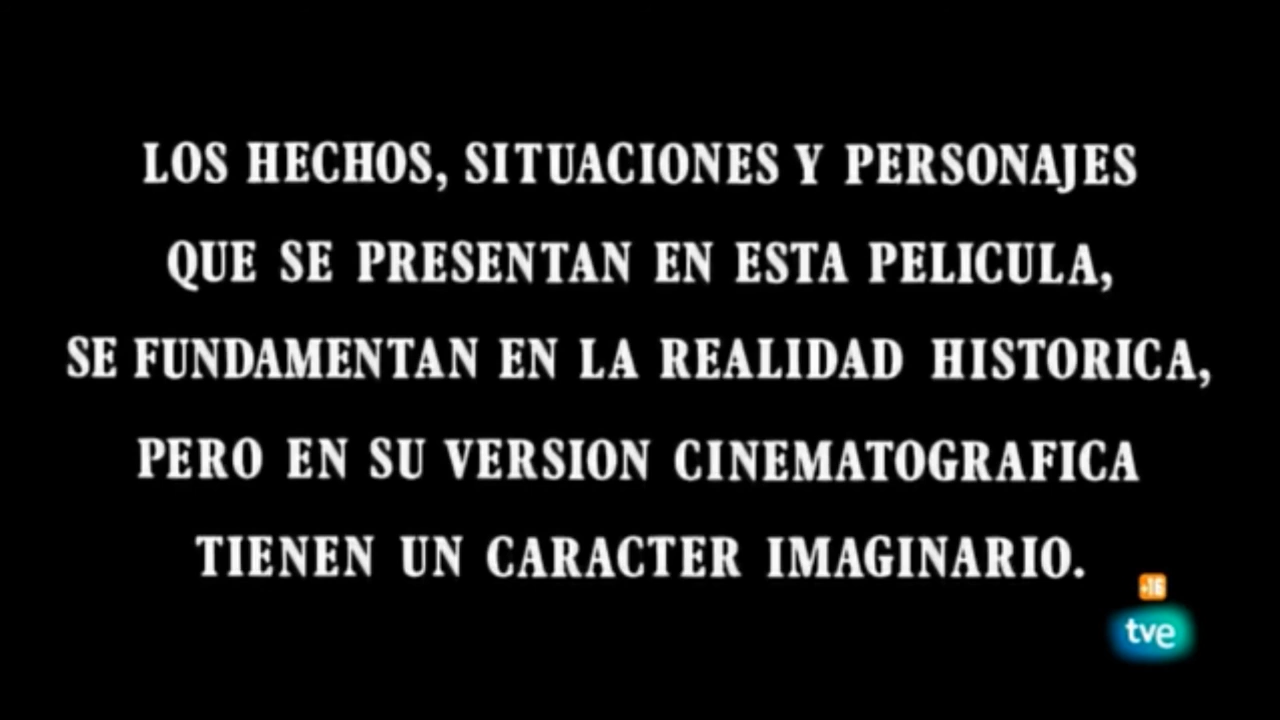 LOS HECHOS, SITUACIONES Y PERSONAJES
QUE SE PRESENTAN EN ESTA PELICULA,
SE FUNDAMENTAN EN LA REALIDAD HISTORICA,
PERO EN SU VERSION CINEMATOGRAFICA
TIENEN UN CARACTER IMAGINARIO.
+16
tve